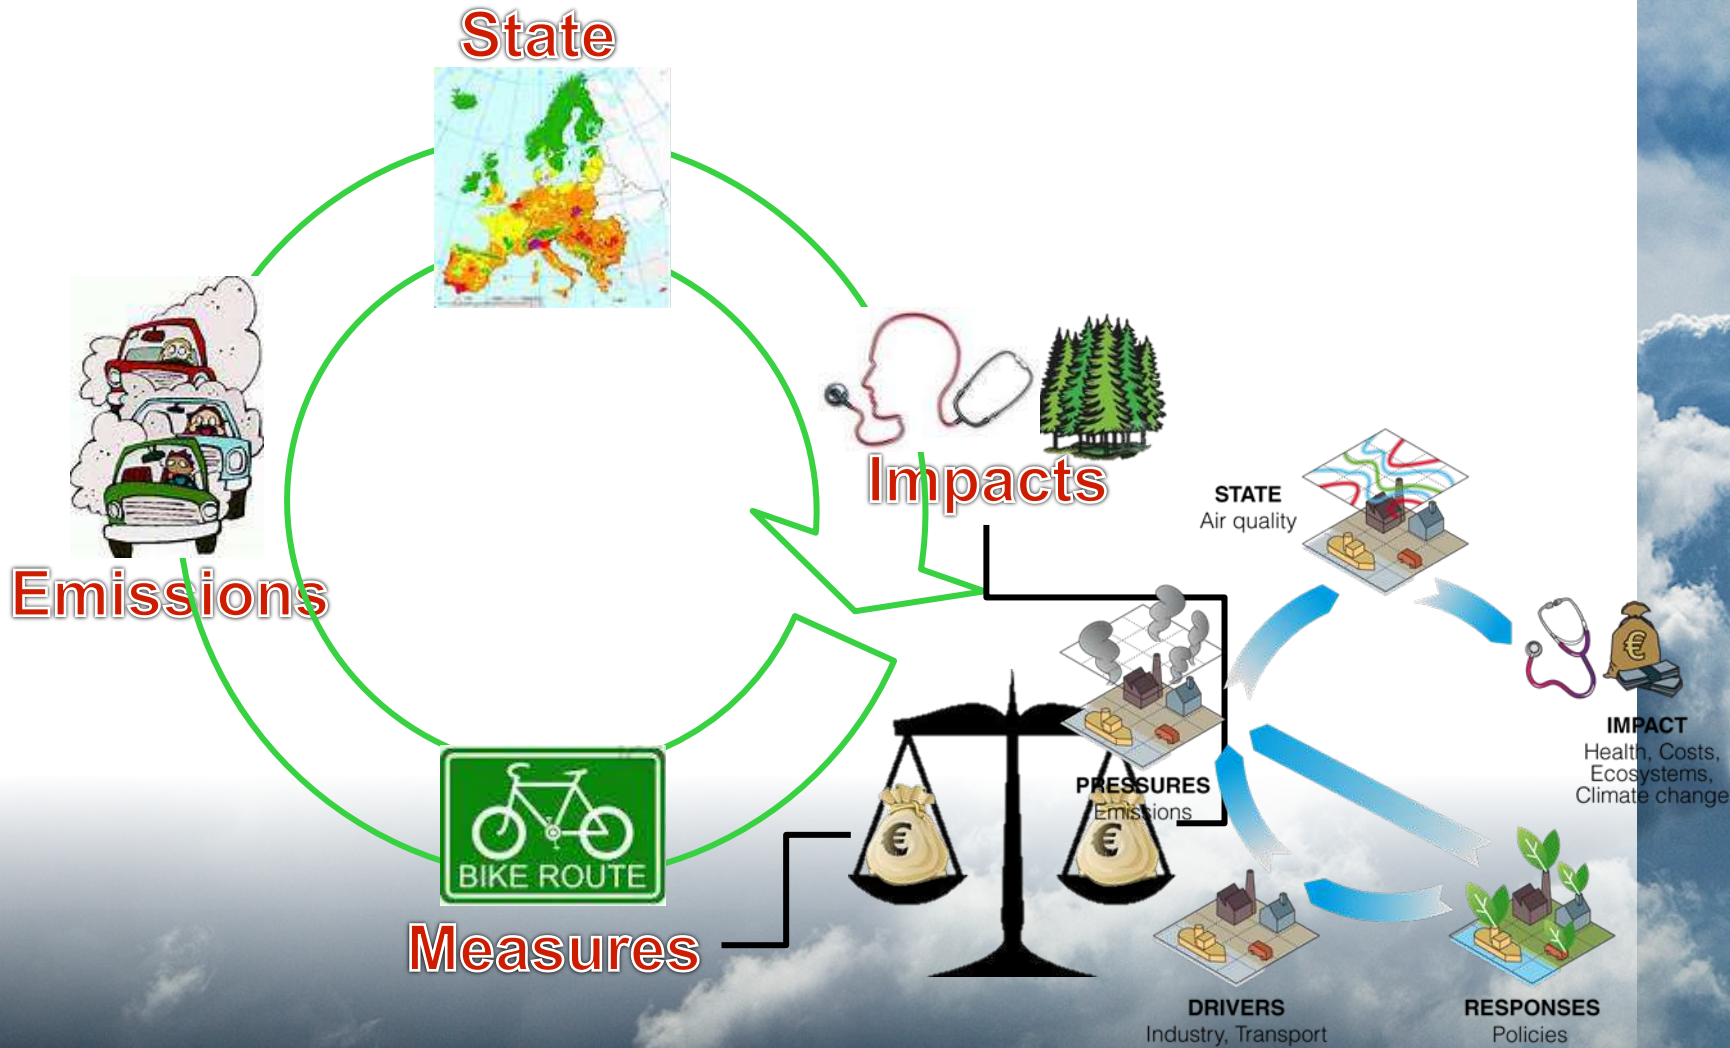 State
Emissions
Impacts
BIKE ROUTE
Measures
€
€
STATE
Air quality
€
IMPACT
Health, Costs,
Ecosystems,
Climate change
PRESSURES
Emissions
DRIVERS
Industry, Transport
RESPONSES
Policies